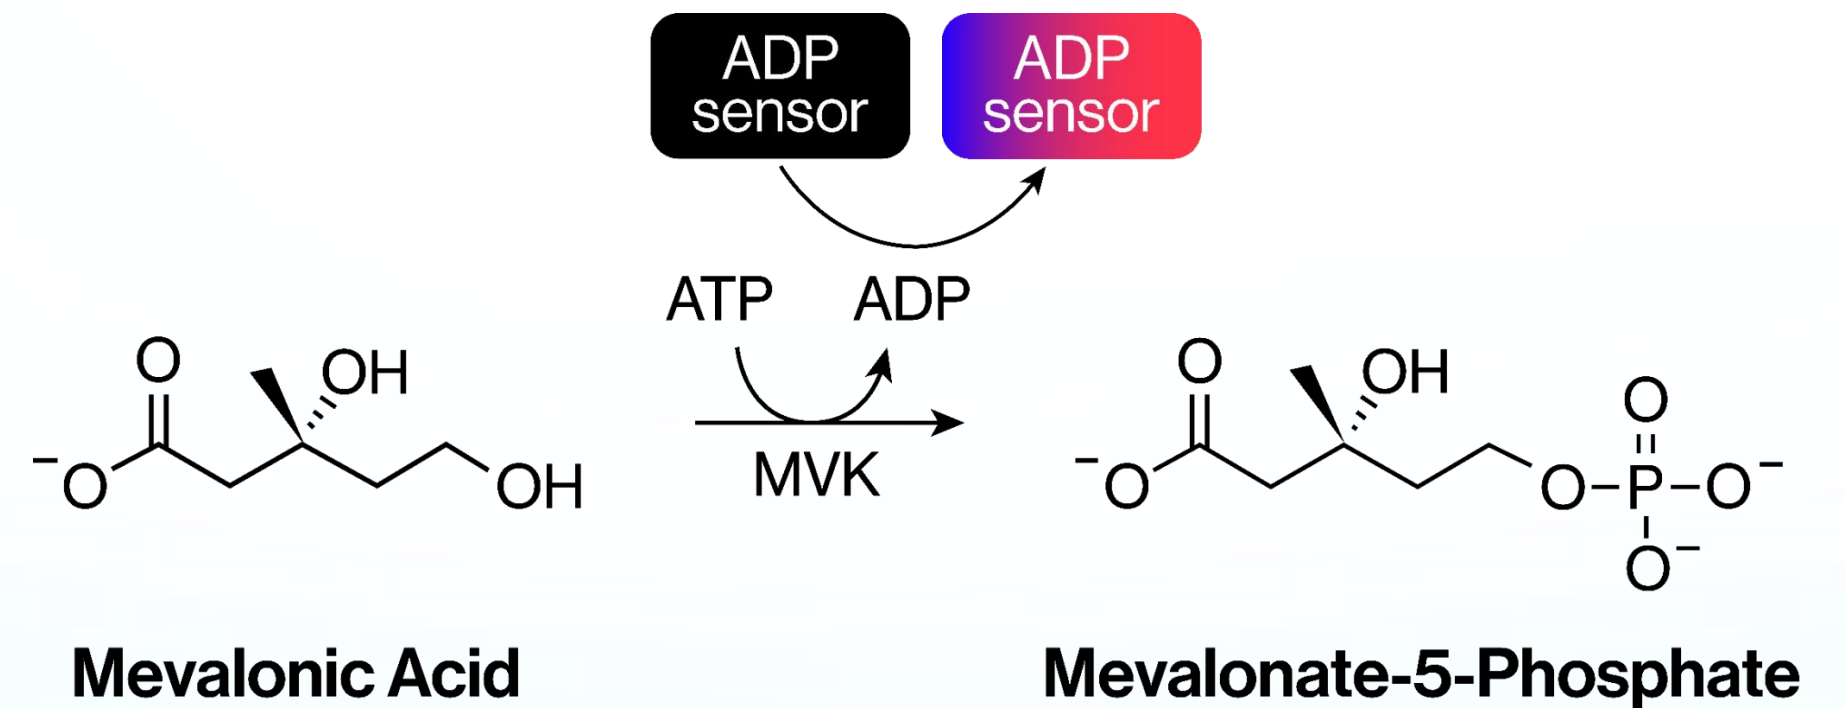 ADP
sensor
ADP
sensor
ATP
ADP
MVK
O
OH
⁻O
OH
O
OH
⁻O
O
O–P–O⁻
O⁻
Mevalonic Acid
Mevalonate-5-Phosphate